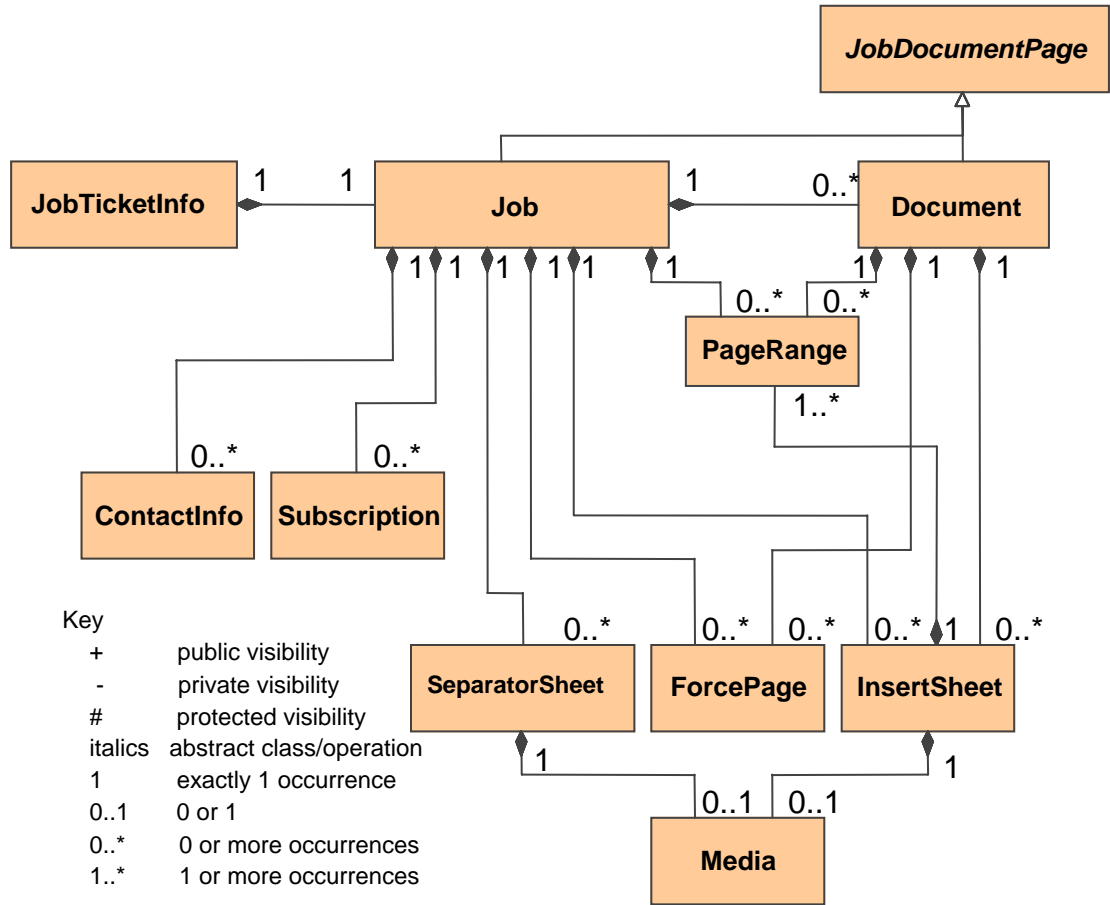 JobDocumentPage
1 1 1 0..*
JobTicketInfo Job Document
1 1 1 1 1 1 1 1 1
0..* 0..*
PageRange
1..*
0..* 0..*
ContactInfo Subscription
Key
0..* 0..* 0..* 0..* 1 0..*
+ public visibility
- private visibility
SeparatorSheet ForcePage InsertSheet
# protected visibility
italics abstract class/operation
1 1
1 exactly 1 occurrence
0..1 0..1
0..1 0 or 1
0..* 0 or more occurrences
Media
1..* 1 or more occurrences